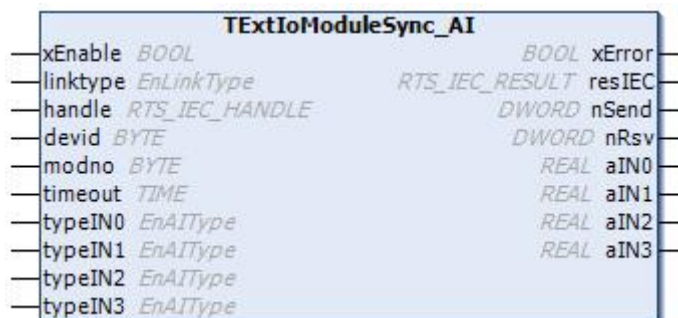 TExtIoModuleSync_AI
xEnable BOOL BOOL xError
linktype EnLinkType RTS_IEC_RESULT resIEC
handle RTS_IEC_HANDLE DWORD nSend
devid BYTE DWORD nRsv
modno BYTE REAL aIN0
timeout TIME REAL aIN1
typeIN0 EnAIType REAL aIN2
typeIN1 EnAIType REAL aIN3
typeIN2 EnAIType
typeIN3 EnAIType